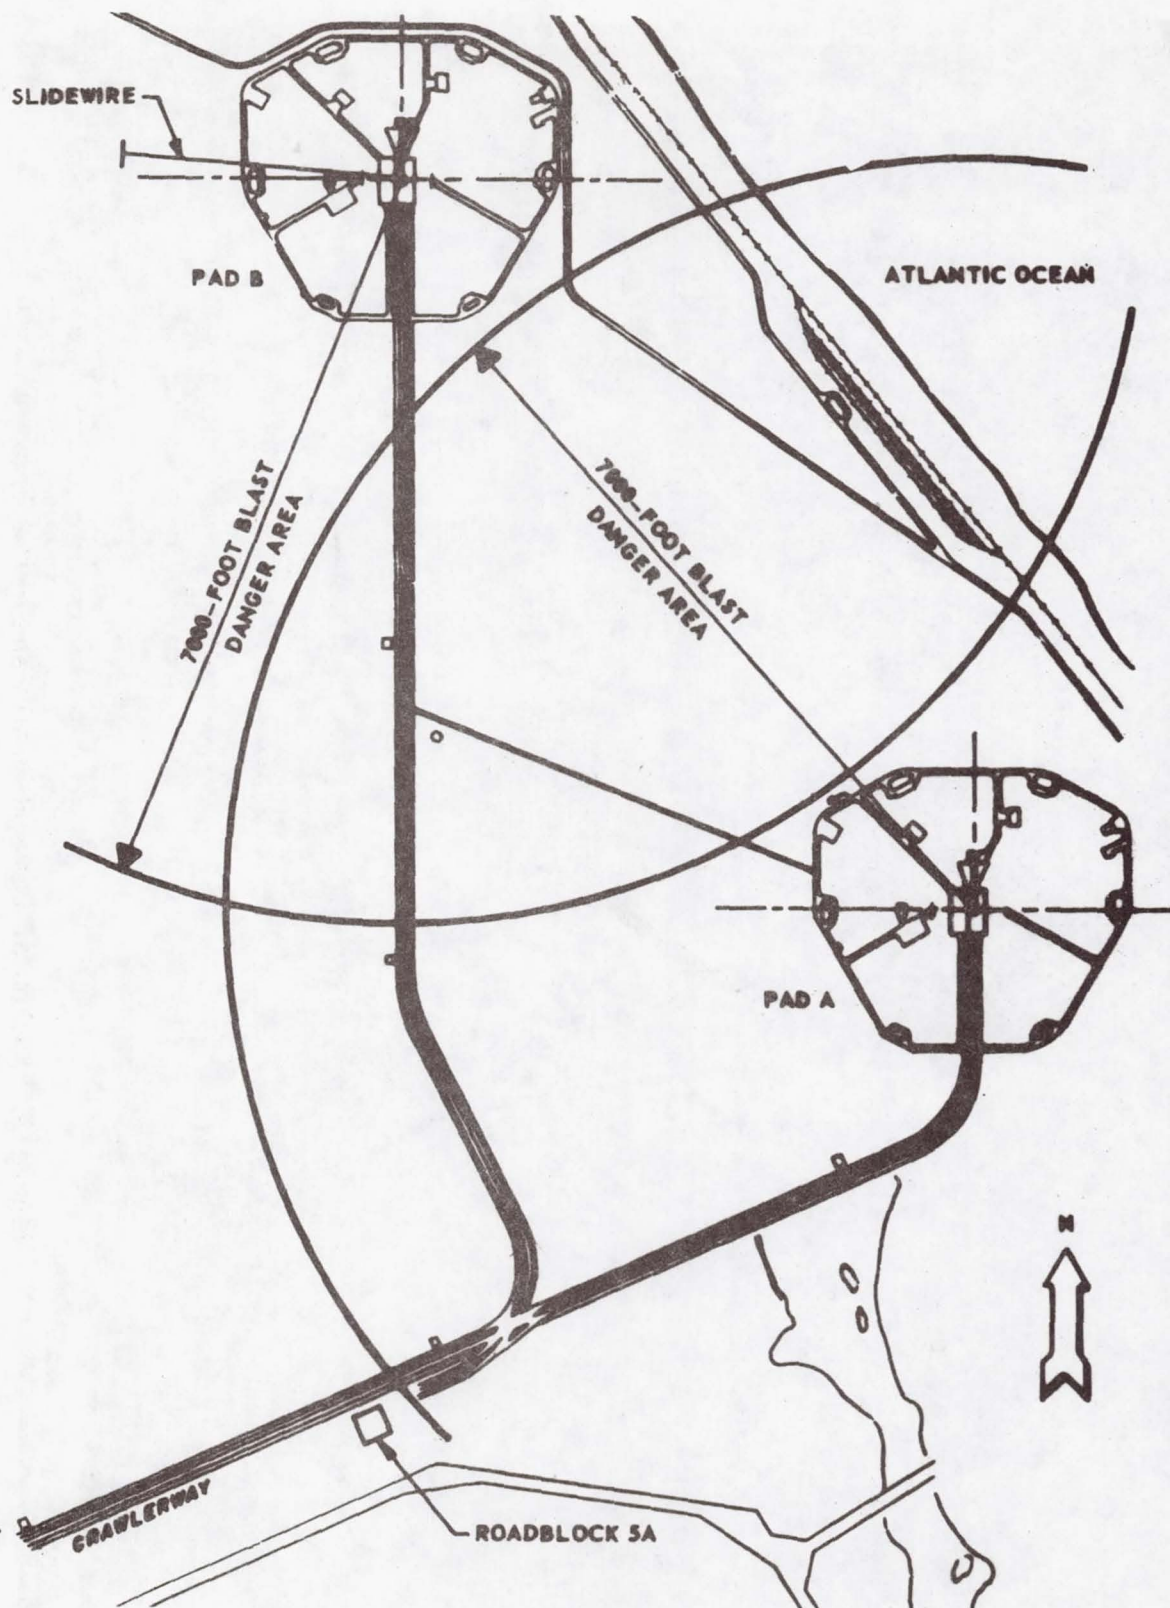 SLIDEWIRE
PAD B
ATLANTIC OCEAN
7000-FOOT BLAST
DANGER AREA
7000-FOOT BLAST
DANGER AREA
PAD A
N
CRAWLERWAY
ROADBLOCK 5A